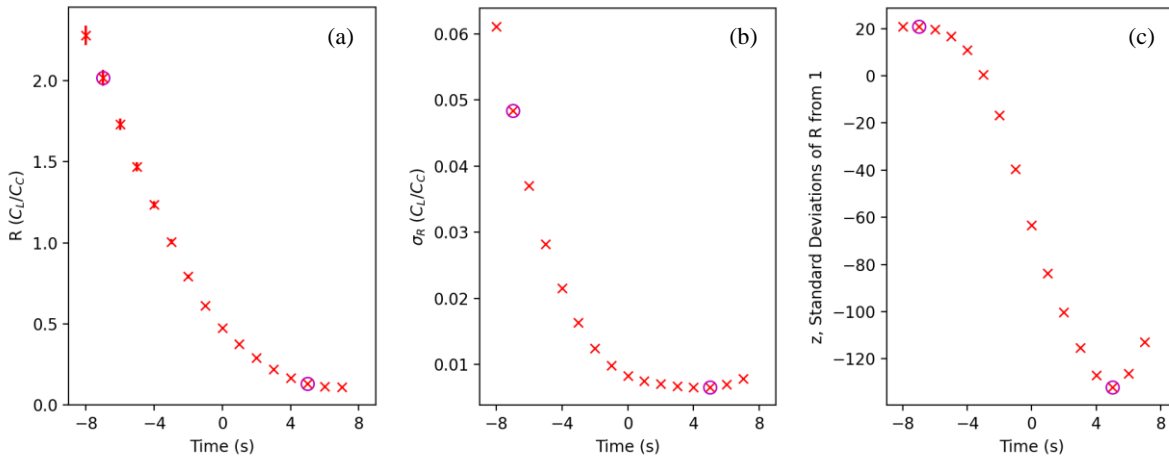 (a)
R (C_L/C_C)
2.0
1.5
1.0
0.5
0.0
−8 −4 0 4 8
Time (s)
(b)
σ_R (C_L/C_C)
0.06
0.05
0.04
0.03
0.02
0.01
−8 −4 0 4 8
Time (s)
(c)
z, Standard Deviations of R from 1
20
0
−20
−40
−60
−80
−100
−120
−8 −4 0 4 8
Time (s)